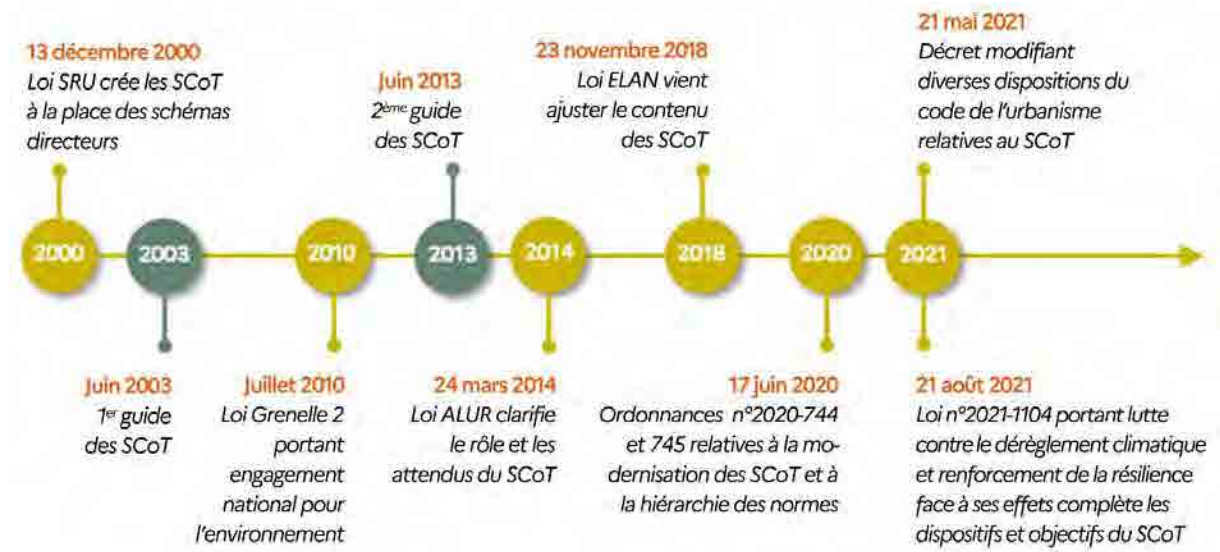 13 décembre 2000
Loi SRU crée les SCoT
à la place des schémas
directeurs
Juin 2013
2ème guide
des SCoT
23 novembre 2018
Loi ELAN vient
ajuster le contenu
des SCoT
21 mai 2021
Décret modifiant
diverses dispositions du
code de l'urbanisme
relatives au SCoT
2000
2003
2010
2013
2014
2018
2020
2021
Juin 2003
1er guide
des SCoT
Juillet 2010
Loi Grenelle 2
portant
engagement
national pour
l'environnement
24 mars 2014
Loi ALUR clarifie
le rôle et les
attendus du SCoT
17 juin 2020
Ordonnances n°2020-744
et 745 relatives à la mo-
dernisation des SCoT et à
la hiérarchie des normes
21 août 2021
Loi n°2021-1104 portant lutte
contre le dérèglement climatique
et renforcement de la résilience
face à ses effets complète les
dispositifs et objectifs du SCoT